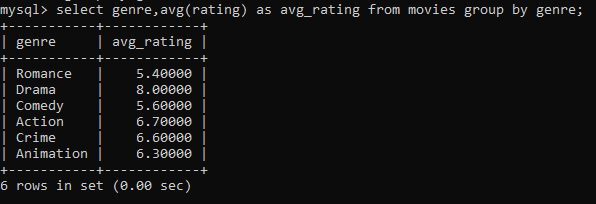 mysql> select genre,avg(rating) as avg_rating from movies group by genre;
+-----------+------------+
| genre     | avg_rating |
+-----------+------------+
| Romance   |    5.40000 |
| Drama     |    8.00000 |
| Comedy    |    5.60000 |
| Action    |    6.70000 |
| Crime     |    6.60000 |
| Animation |    6.30000 |
+-----------+------------+
6 rows in set (0.00 sec)